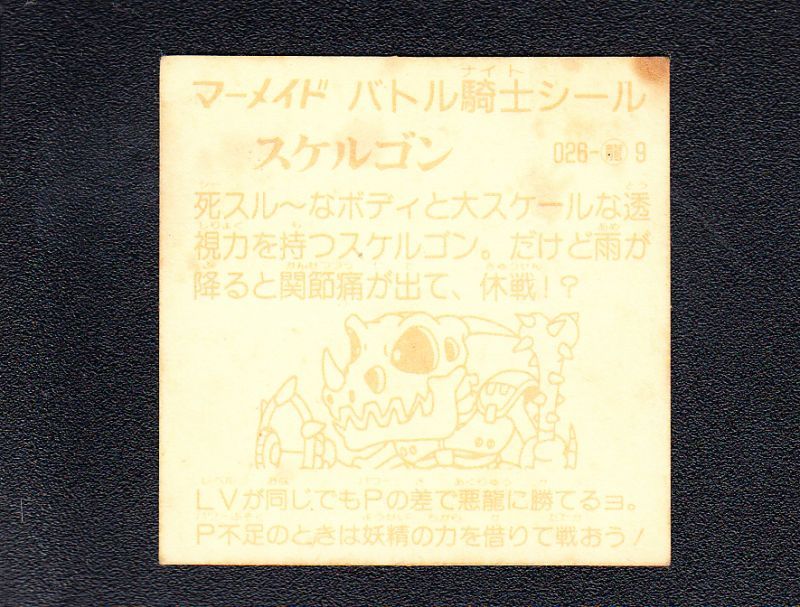 マーメイド バトル騎士シール
ナイト
スケルゴン 026-龍 9
死スル〜なボディと大スケールな透
視力を持つスケルゴン。だけど雨が
降ると関節痛が出て、休戦!?
LVが同じでもPの差で悪龍に勝てるヨ。
P不足のときは妖精の力を借りて戦おう!